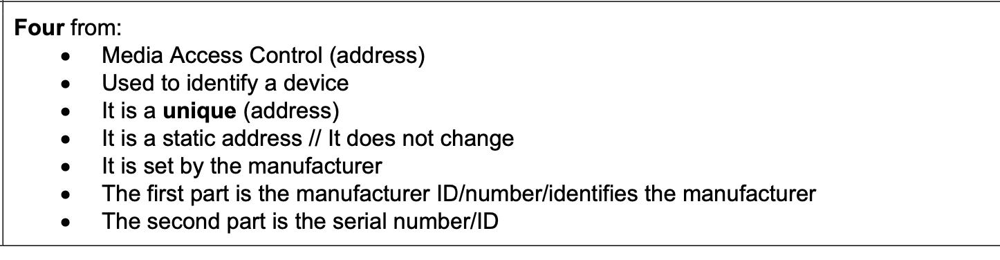 Four from:
• Media Access Control (address)
• Used to identify a device
• It is a unique (address)
• It is a static address // It does not change
• It is set by the manufacturer
• The first part is the manufacturer ID/number/identifies the manufacturer
• The second part is the serial number/ID